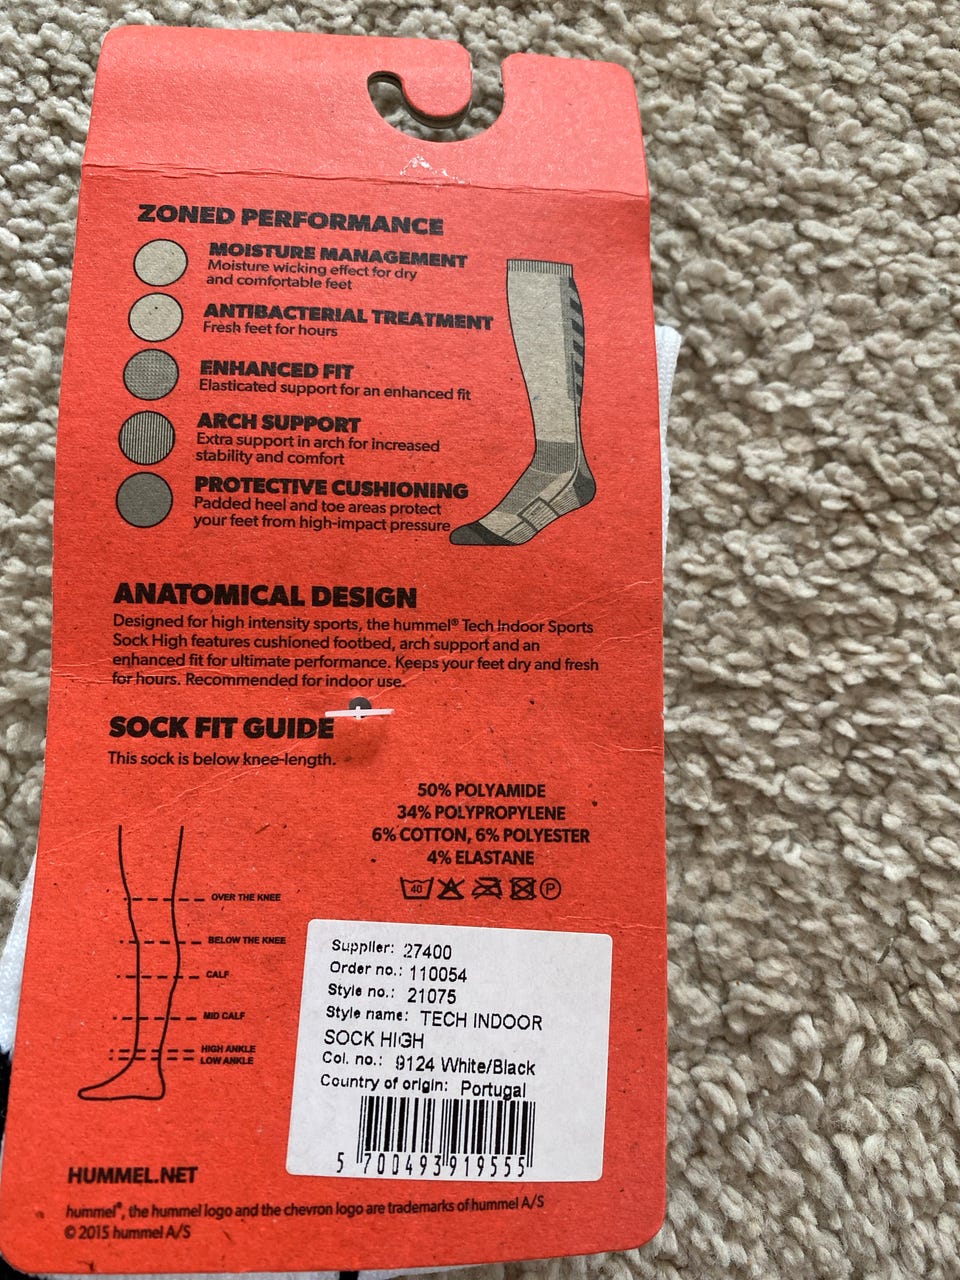 ZONED PERFORMANCE
MOISTURE MANAGEMENT
Moisture wicking effect for dry
and comfortable feet
ANTIBACTERIAL TREATMENT
Fresh feet for hours
ENHANCED FIT
Elasticated support for an enhanced fit
ARCH SUPPORT
Extra support in arch for increased
stability and comfort
PROTECTIVE CUSHIONING
Padded heel and toe areas protect
your feet from high-impact pressure
ANATOMICAL DESIGN
Designed for high intensity sports, the hummel® Tech Indoor Sports
Sock High features cushioned footbed, arch support and an
enhanced fit for ultimate performance. Keeps your feet dry and fresh
for hours. Recommended for indoor use.
SOCK FIT GUIDE
This sock is below knee-length.
50% POLYAMIDE
34% POLYPROPYLENE
6% COTTON, 6% POLYESTER
4% ELASTANE
40 P
OVER THE KNEE
BELOW THE KNEE
CALF
MID CALF
HIGH ANKLE
LOW ANKLE
Supplier: 27400
Order no.: 110054
Style no.: 21075
Style name: TECH INDOOR
SOCK HIGH
Col. no.: 9124 White/Black
Country of origin: Portugal
5 700493 919555
HUMMEL.NET
hummel®, the hummel logo and the chevron logo are trademarks of hummel A/S
© 2015 hummel A/S